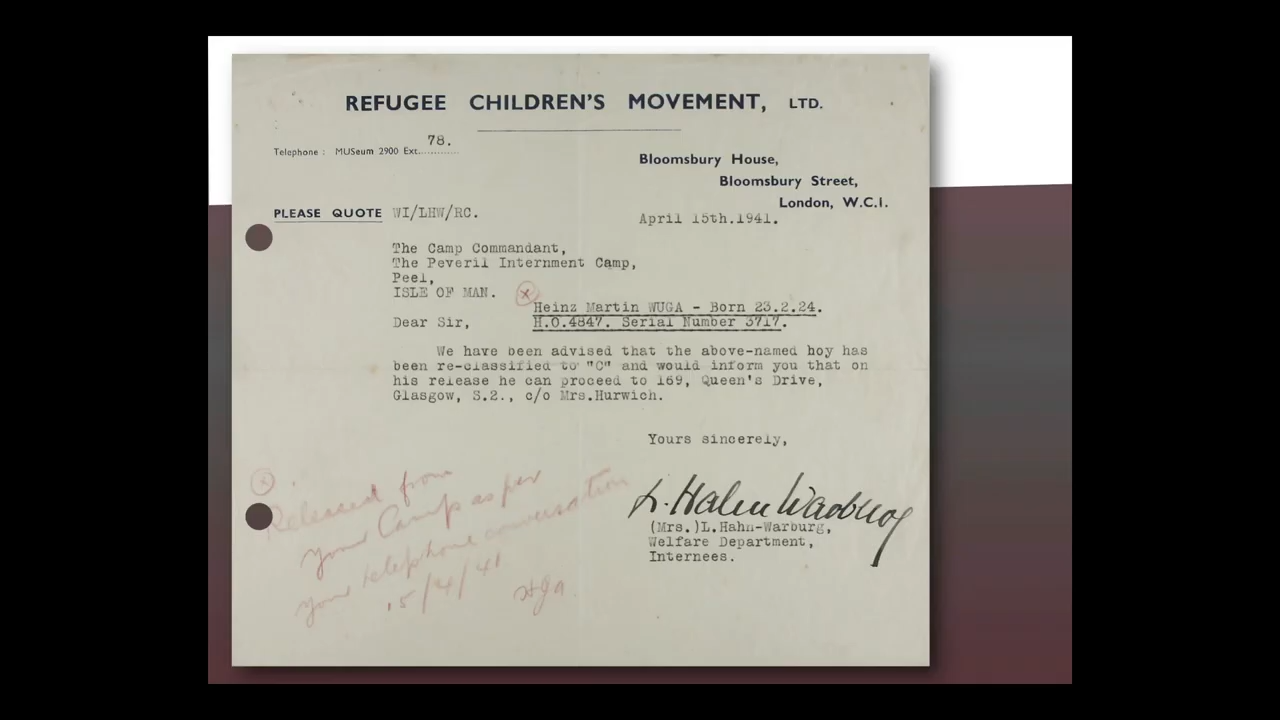 REFUGEE CHILDREN'S MOVEMENT, LTD.
Telephone : MUSeum 2900 Ext. 78.
Bloomsbury House,
Bloomsbury Street,
London, W.C.1.
PLEASE QUOTE WI/LHW/RC.
April 15th.1941.
The Camp Commandant,
The Peveril Internment Camp,
Peel,
ISLE OF MAN.
Heinz Martin WUGA - Born 23.2.24.
Dear Sir, H.O.4847. Serial Number 3717.
We have been advised that the above-named boy has
been re-classified to "C" and would inform you that on
his release he can proceed to 169, Queen's Drive,
Glasgow, S.2., c/o Mrs.Hurwich.
Yours sincerely,
L. Hahn Warburg
(Mrs.)L.Hahn-Warburg,
Welfare Department,
Internees.
Released from
your Camp as per
your telephone conversation
15/4/41